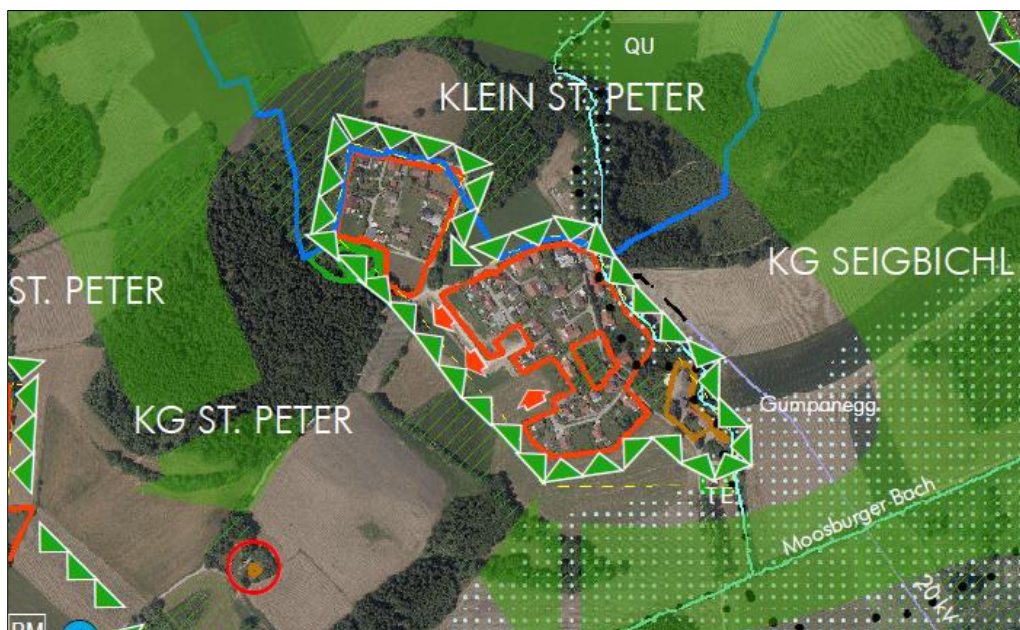 QU
KLEIN ST. PETER
KG SEIGBICHL
ST. PETER
KG ST. PETER
Gumpanegg
TE
Moosburger Bach
20 kV
BM